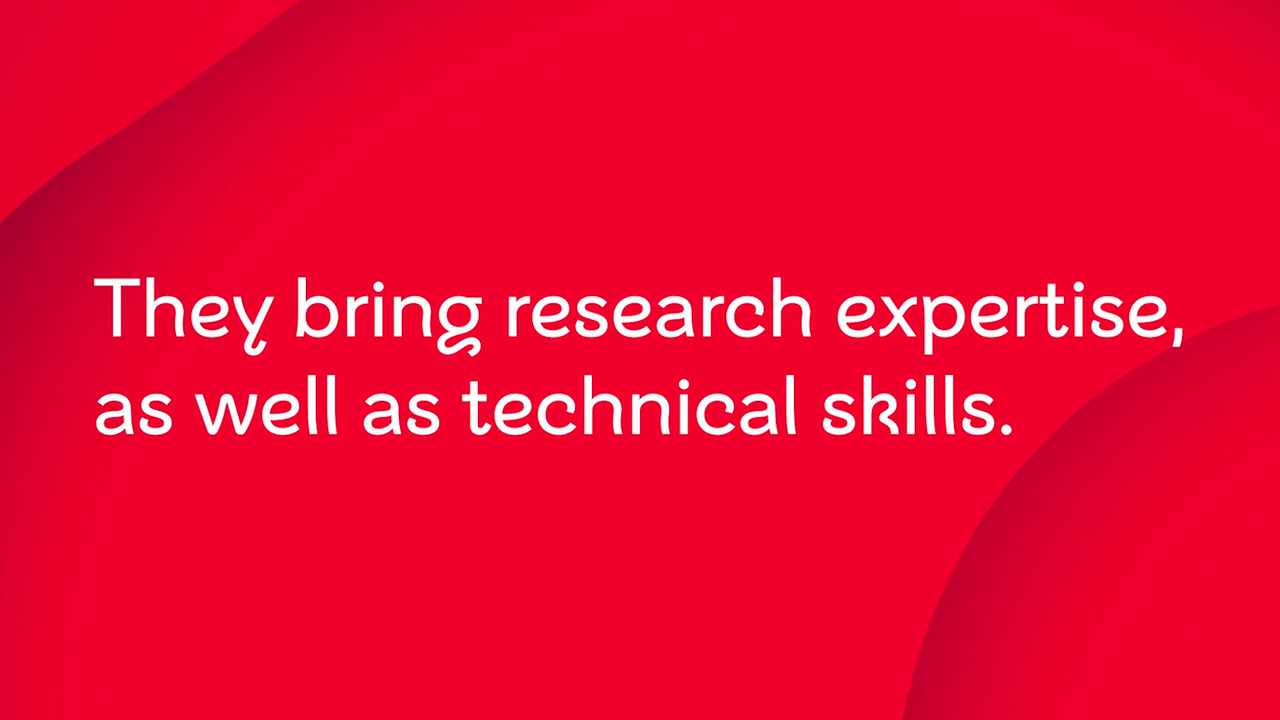 They bring research expertise,
as well as technical skills.